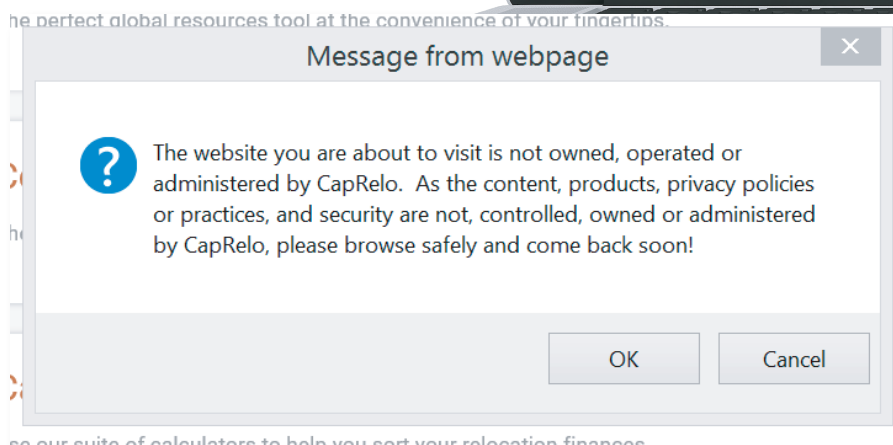 he perfect global resources tool at the convenience of your fingertips.
Message from webpage
The website you are about to visit is not owned, operated or
administered by CapRelo.  As the content, products, privacy policies
or practices, and security are not, controlled, owned or administered
by CapRelo, please browse safely and come back soon!
OK
Cancel
se our suite of calculators to help you sort your relocation finances